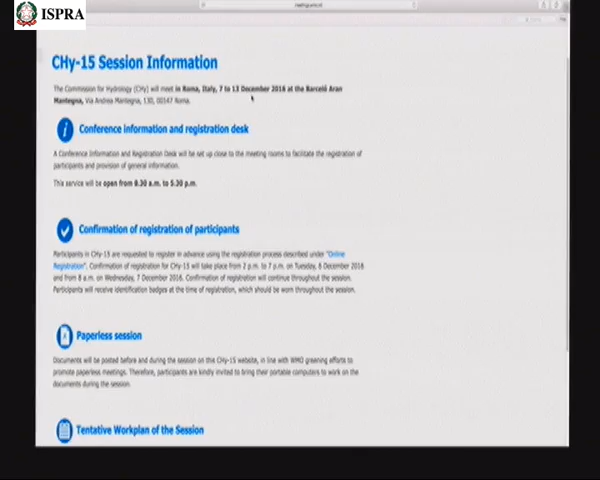 ISPRA
CHy-15 Session Information
The Commission for Hydrology (CHy) will meet in Roma, Italy, 7 to 13 December 2016 at the Barceló Aran
Mantegna, Via Andrea Mantegna, 130, 00147 Roma.
Conference information and registration desk
A Conference Information and Registration Desk will be set up close to the meeting rooms to facilitate the registration of
participants and provision of general information.
This service will be open from 8.30 a.m. to 5.30 p.m.
Confirmation of registration of participants
Participants in CHy-15 are requested to register in advance using the registration process described under "Online
Registration". Confirmation of registration for CHy-15 will take place from 2 p.m. to 7 p.m. on Tuesday, 6 December 2016
and from 8 a.m. on Wednesday, 7 December 2016. Confirmation of registration will continue throughout the session.
Participants will receive identification badges at the time of registration, which should be worn throughout the session.
Paperless session
Documents will be posted before and during the session on this CHy-15 website, in line with WMO greening efforts to
promote paperless meetings. Therefore, participants are kindly invited to bring their portable computers to work on the
documents during the session.
Tentative Workplan of the Session